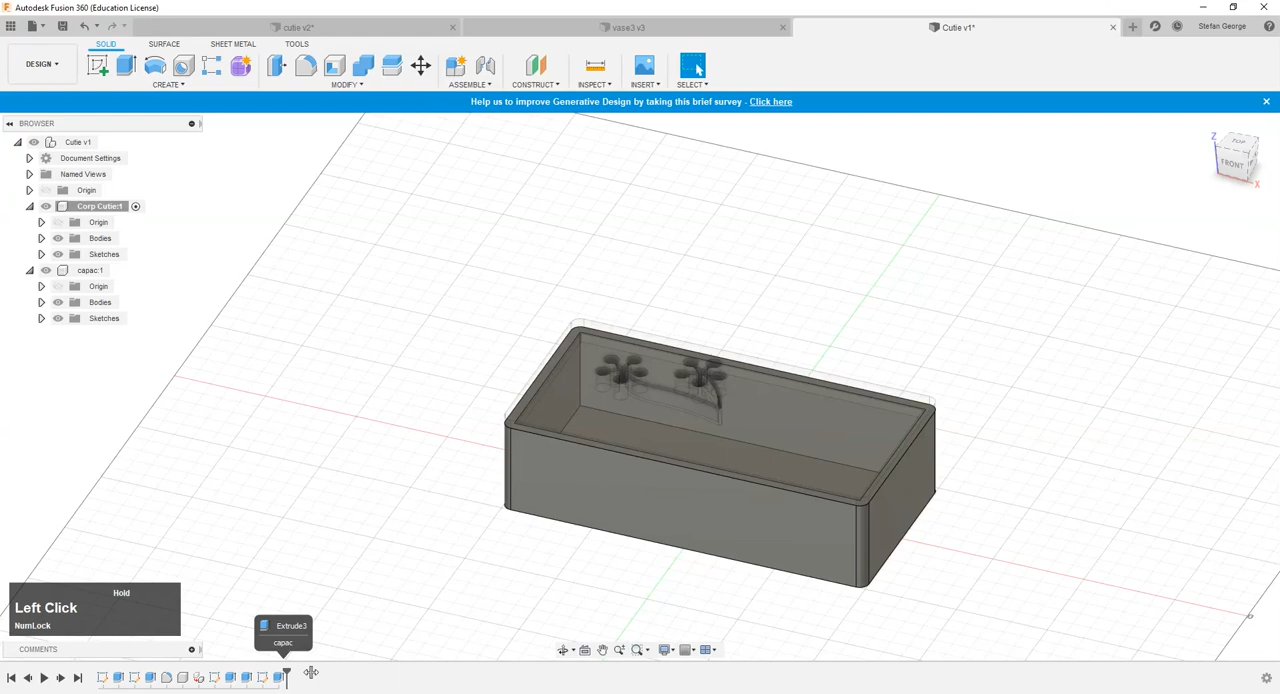 Autodesk Fusion 360 (Education License)
cutie v2*
vase3 v3
Cutie v1*
Stefan George
SOLID SURFACE SHEET METAL TOOLS
DESIGN
CREATE MODIFY ASSEMBLE CONSTRUCT INSPECT INSERT SELECT
Help us to improve Generative Design by taking this brief survey - Click here
BROWSER
Cutie v1
Document Settings
Named Views
Origin
Corp Cutie:1
Origin
Bodies
Sketches
capac:1
Origin
Bodies
Sketches
TOP
FRONT
Z
X
Hold
Left Click
NumLock
Extrude3
capac
COMMENTS